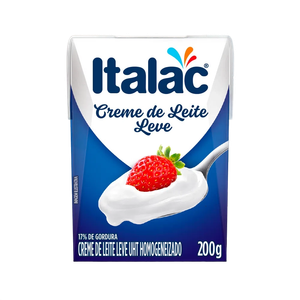 Italac
Creme de Leite
Leve
17% DE GORDURA
CREME DE LEITE LEVE UHT HOMOGENEIZADO
200g